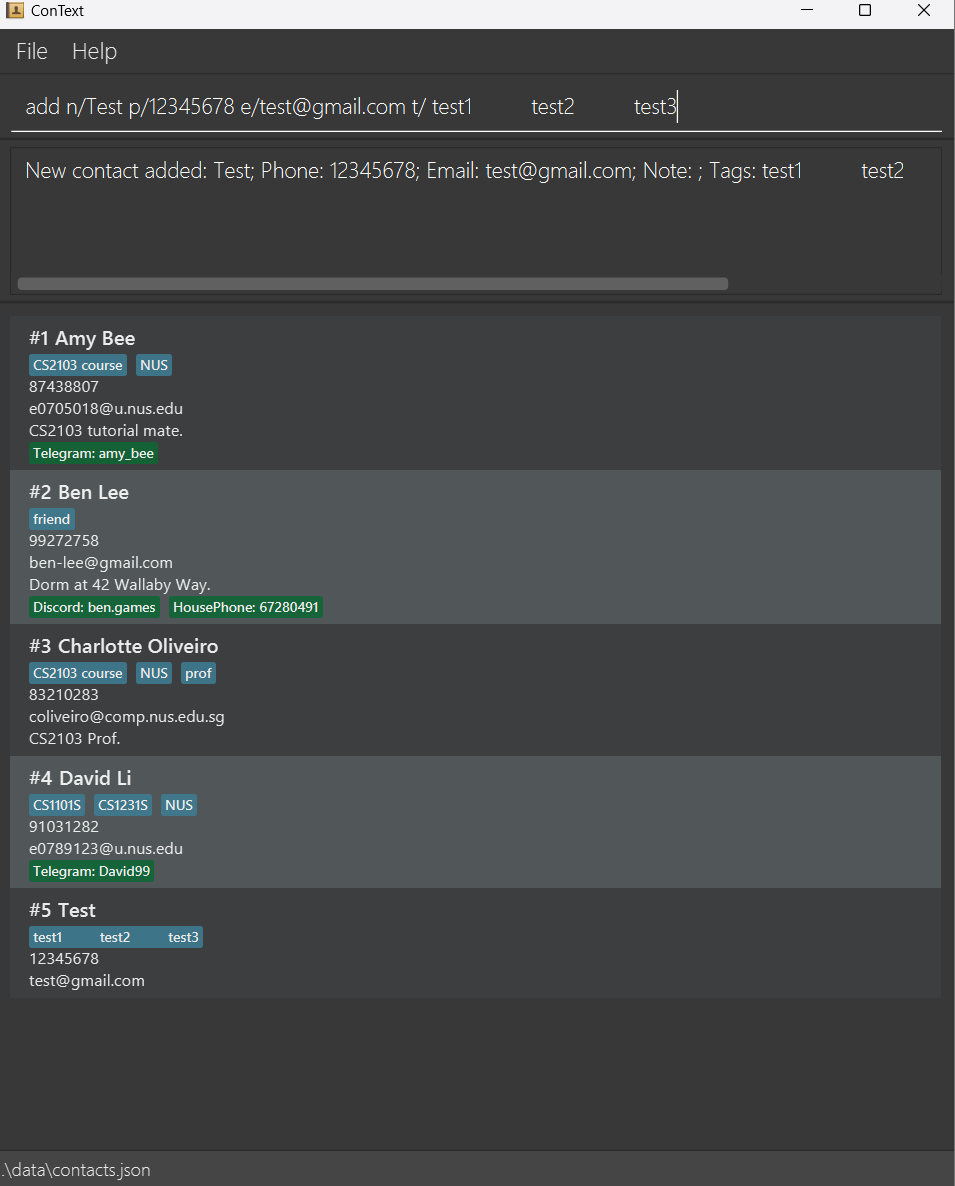 ConText
File Help
add n/Test p/12345678 e/test@gmail.com t/ test1 test2 test3
New contact added: Test; Phone: 12345678; Email: test@gmail.com; Note: ; Tags: test1 test2
#1 Amy Bee
CS2103 course NUS
87438807
e0705018@u.nus.edu
CS2103 tutorial mate.
Telegram: amy_bee
#2 Ben Lee
friend
99272758
ben-lee@gmail.com
Dorm at 42 Wallaby Way.
Discord: ben.games HousePhone: 67280491
#3 Charlotte Oliveiro
CS2103 course NUS prof
83210283
coliveiro@comp.nus.edu.sg
CS2103 Prof.
#4 David Li
CS1101S CS1231S NUS
91031282
e0789123@u.nus.edu
Telegram: David99
#5 Test
test1 test2 test3
12345678
test@gmail.com
.\data\contacts.json